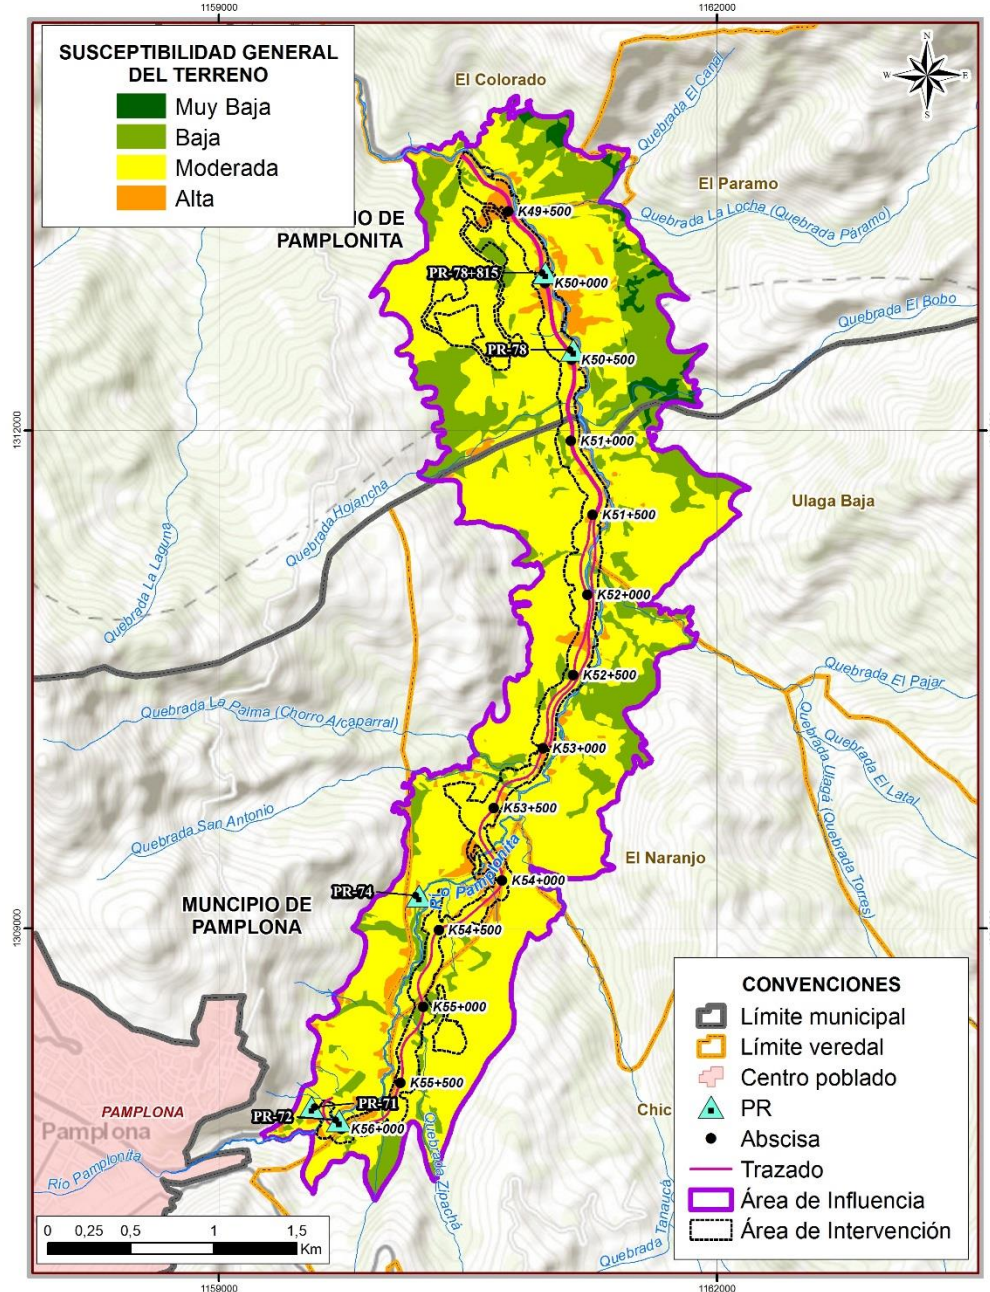 1159000
1162000
SUSCEPTIBILIDAD GENERAL
DEL TERRENO
Muy Baja
Baja
Moderada
Alta
N
W
E
S
El Colorado
Quebrada El Canal
El Paramo
Quebrada La Locha (Quebrada Páramo)
IO DE
PAMPLONITA
K49+500
PR-78+815
K50+000
Quebrada El Bobo
PR-78
K50+500
1312000
K51+000
Quebrada Hojancha
Quebrada La Laguna
Ulaga Baja
K51+500
K52+000
K52+500
Quebrada El Pajar
Quebrada La Palma (Chorro Alcaparral)
K53+000
Quebrada El Latal
Quebrada Ulagá (Quebrada Torres)
K53+500
Quebrada San Antonio
El Naranjo
Río Pamplonita
K54+000
PR-74
MUNCIPIO DE
PAMPLONA
1309000
K54+500
K55+000
K55+500
PR-71
PR-72
K56+000
PAMPLONA
Pamplona
Río Pamplonita
Quebrada Zipachá
Chic
Quebrada Tanaucá
CONVENCIONES
Límite municipal
Límite veredal
Centro poblado
PR
Abscisa
Trazado
Área de Influencia
Área de Intervención
0 0,25 0,5 1 1,5
Km
1159000
1162000